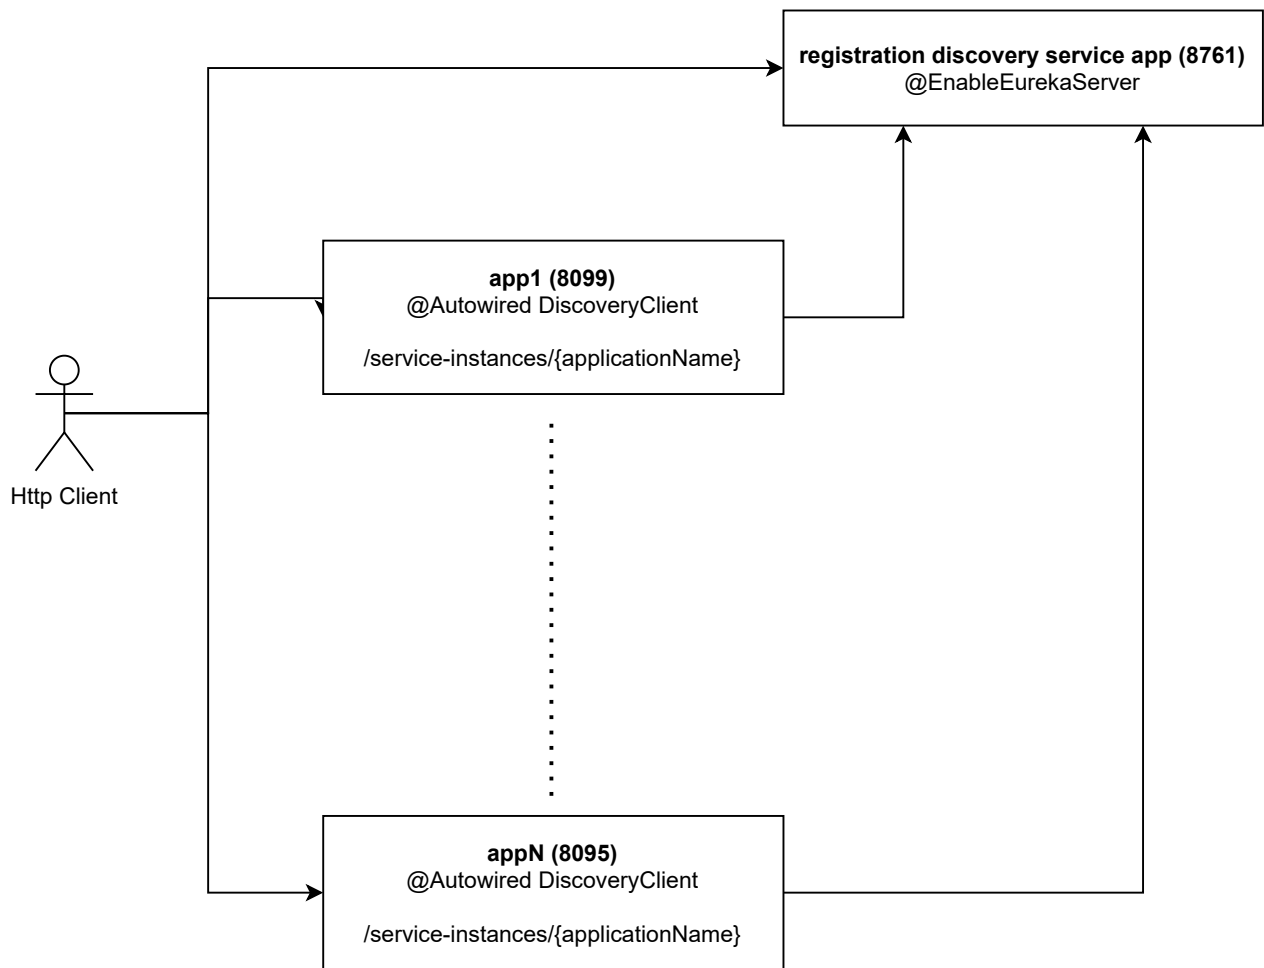 registration discovery service app (8761)
@EnableEurekaServer
app1 (8099)
@Autowired DiscoveryClient
/service-instances/{applicationName}
Http Client
appN (8095)
@Autowired DiscoveryClient
/service-instances/{applicationName}